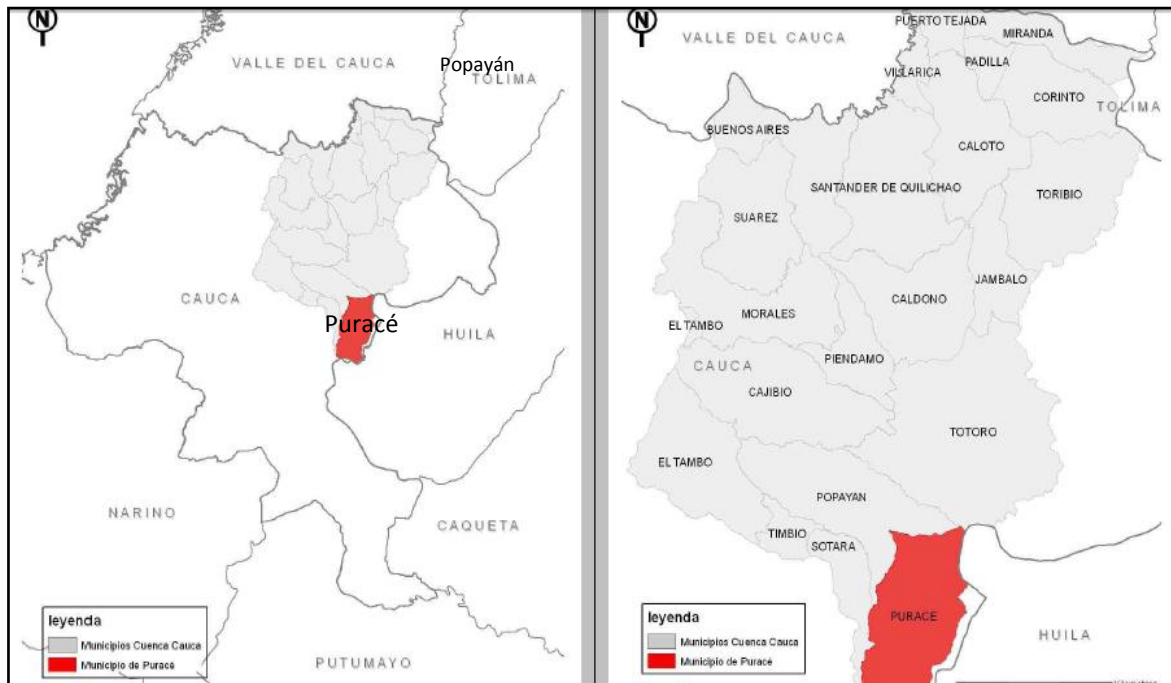 N
VALLE DEL CAUCA
Popayán
TOLIMA
CAUCA
Puracé
HUILA
NARINO
CAQUETA
PUTUMAYO
leyenda
Municipios Cuenca Cauca
Municipio de Puracé
N
VALLE DEL CAUCA
PUERTO TEJADA
MIRANDA
VILLARICA
PADILLA
CORINTO
TOLIMA
BUENOS AIRES
CALOTO
SANTANDER DE QUILICHAO
TORIBIO
SUAREZ
JAMBALO
CALDONO
MORALES
EL TAMBO
PIENDAMO
CAUCA
CAJIBIO
TOTORO
EL TAMBO
POPAYAN
TIMBIO
SOTARA
PURACE
HUILA
leyenda
Municipios Cuenca Cauca
Municipio de Puracé